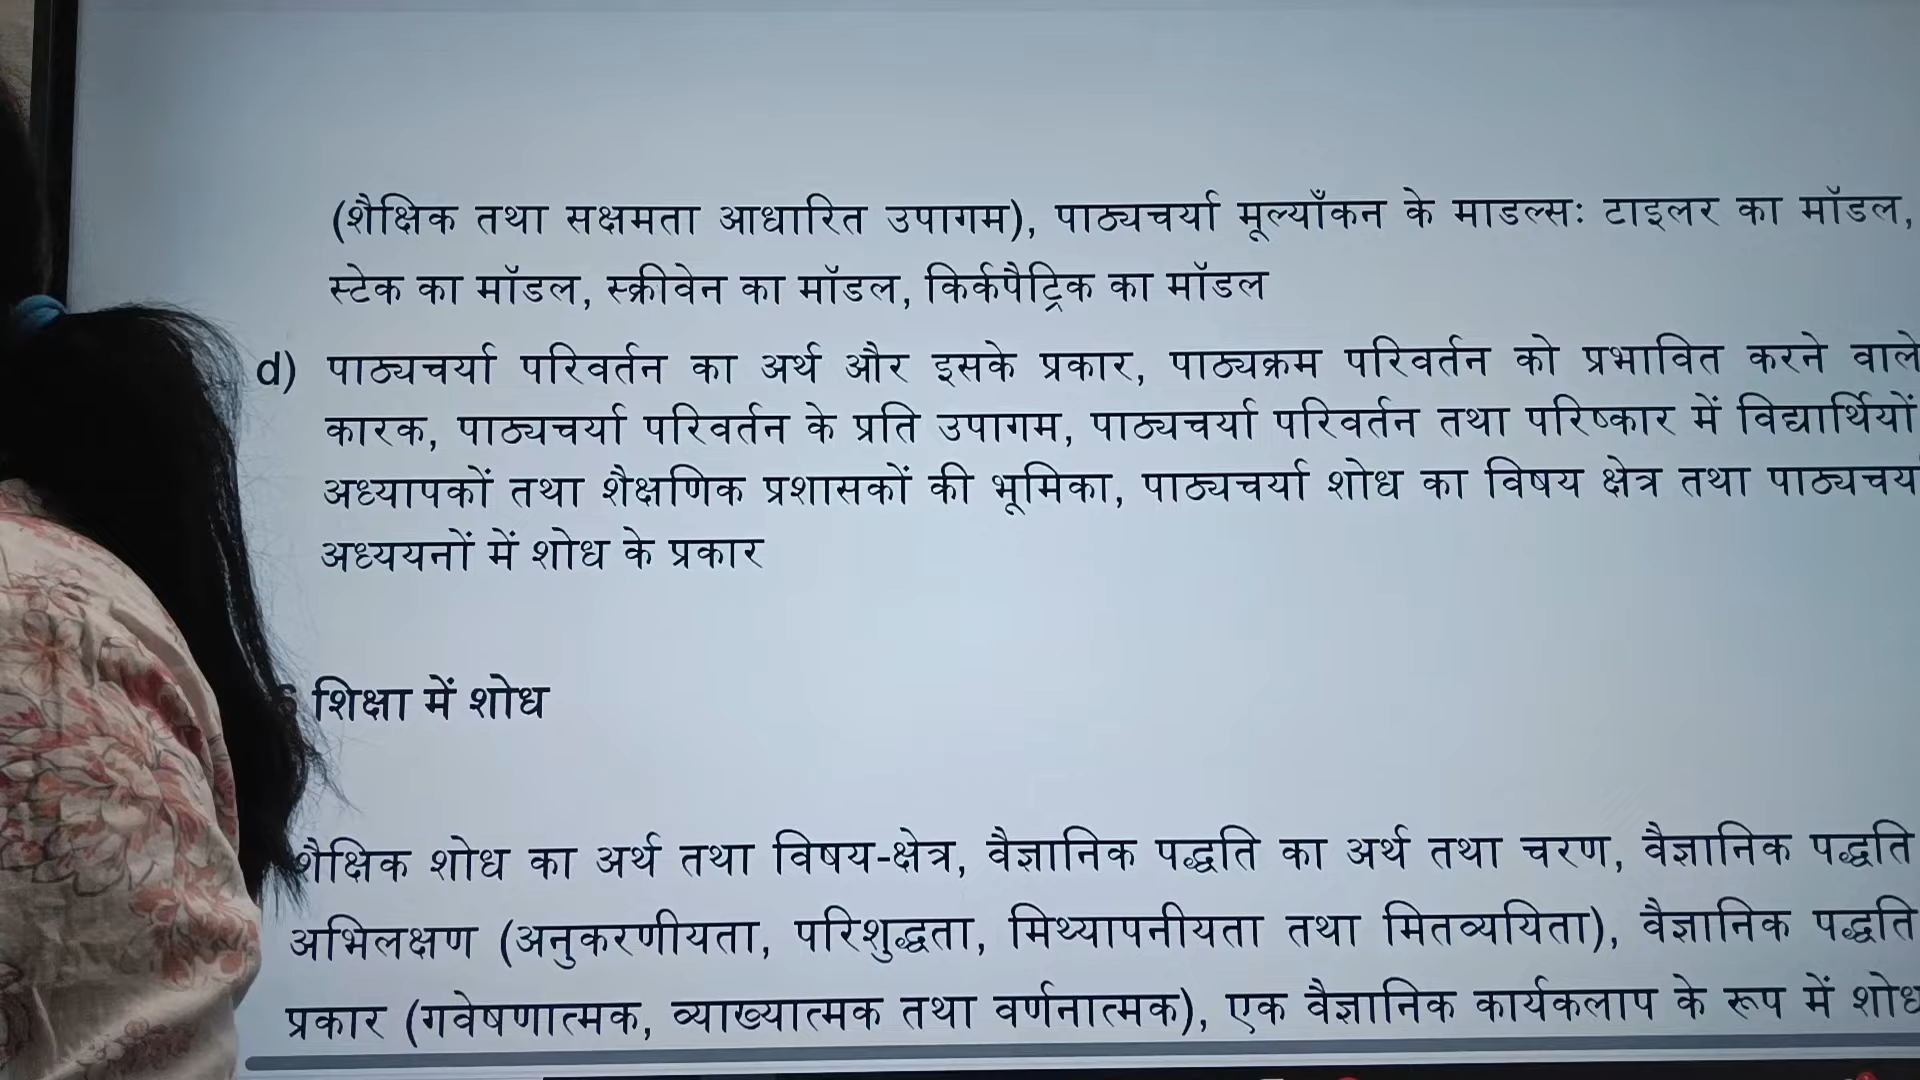 (शैक्षिक तथा सक्षमता आधारित उपागम), पाठ्यचर्या मूल्याँकन के माडल्सः टाइलर का मॉडल,
स्टेक का मॉडल, स्क्रीवेन का मॉडल, किर्कपैट्रिक का मॉडल
d) पाठ्यचर्या परिवर्तन का अर्थ और इसके प्रकार, पाठ्यक्रम परिवर्तन को प्रभावित करने वाले
कारक, पाठ्यचर्या परिवर्तन के प्रति उपागम, पाठ्यचर्या परिवर्तन तथा परिष्कार में विद्यार्थियों
अध्यापकों तथा शैक्षणिक प्रशासकों की भूमिका, पाठ्यचर्या शोध का विषय क्षेत्र तथा
अध्ययनों में शोध के प्रकार
शिक्षा में शोध
शैक्षिक शोध का अर्थ तथा विषय-क्षेत्र, वैज्ञानिक पद्धति का अर्थ तथा चरण, वैज्ञानिक पद्धति
अभिलक्षण (अनुकरणीयता, परिशुद्धता, मिथ्यापनीयता तथा मितव्ययिता), वैज्ञानिक पद्धति
प्रकार (गवेषणात्मक, व्याख्यात्मक तथा वर्णनात्मक), एक वैज्ञानिक कार्यकलाप के रूप में शोध